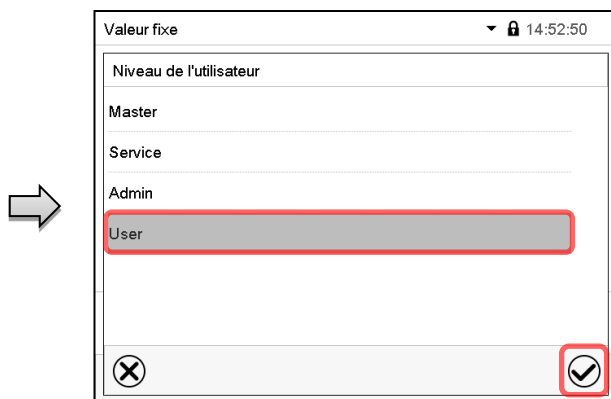 Valeur fixe 14:52:50
Niveau de l'utilisateur
Master
Service
Admin
User